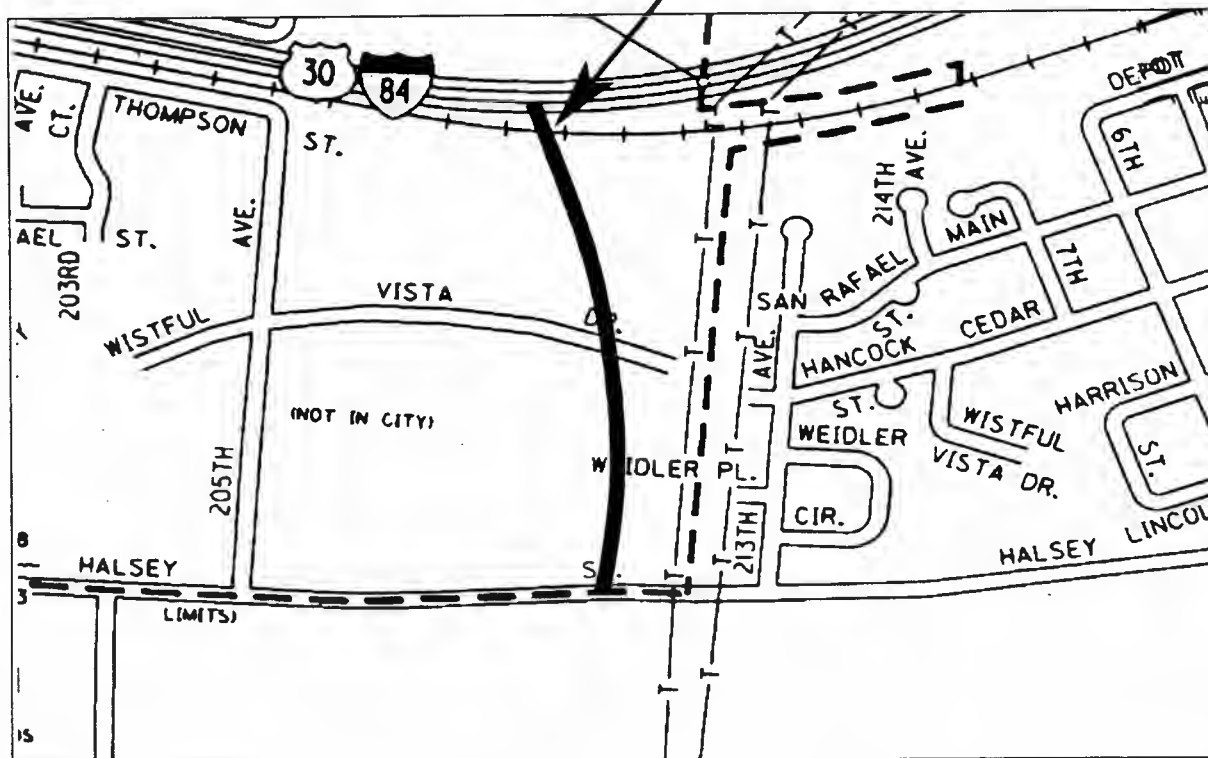 30
84
DEPOT
AVE.
CT.
THOMPSON
ST.
6TH
214TH
AVE.
AEL
ST.
AVE.
203RD
MAIN
7TH
VISTA
SAN
RAFAEL
ST.
WISTFUL
DR.
CEDAR
HANCOCK
AVE.
ST.
HARRISON
(NOT IN CITY)
WEIDLER
WISTFUL
VISTA DR.
ST.
205TH
WEIDLER PL.
213TH
CIR.
LINCOL
HALSEY
HALSEY
ST.
LIMITS)
T
T
T
T
T
T
T
T
T
T
T
T
T
T